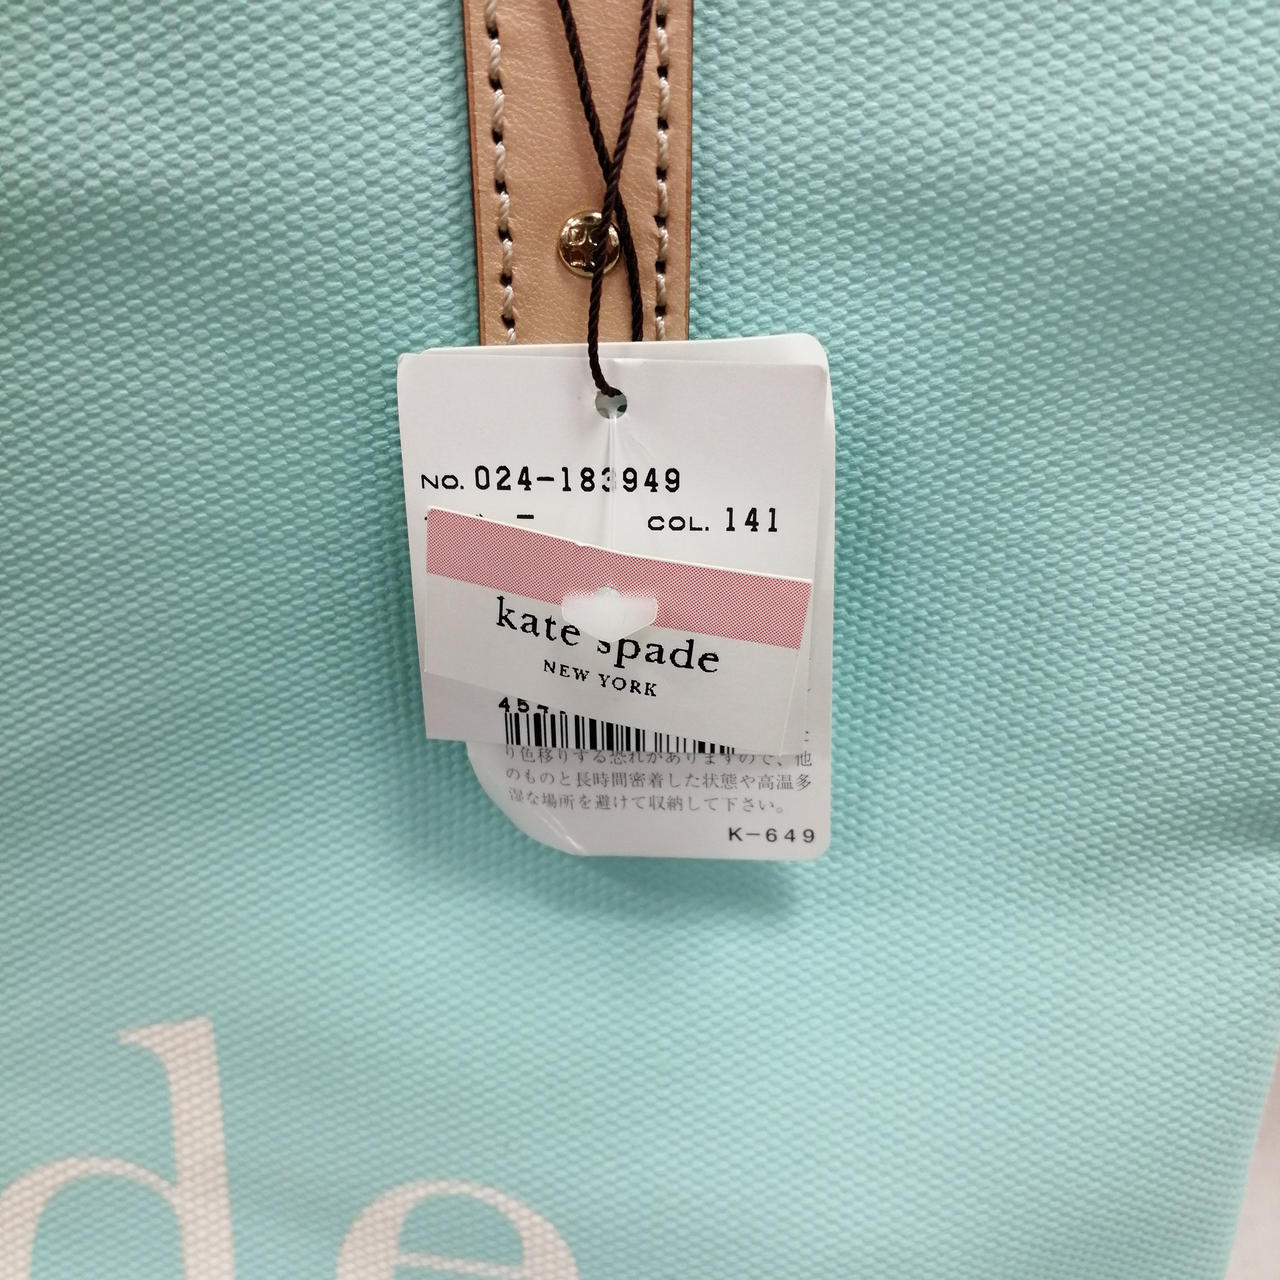 NO. 024-183949
COL. 141
kate spade
NEW YORK
り色移りする恐れがありますので、他
のものと長時間密着した状態や高温多
湿な場所を避けて収納して下さい。
K-649
de